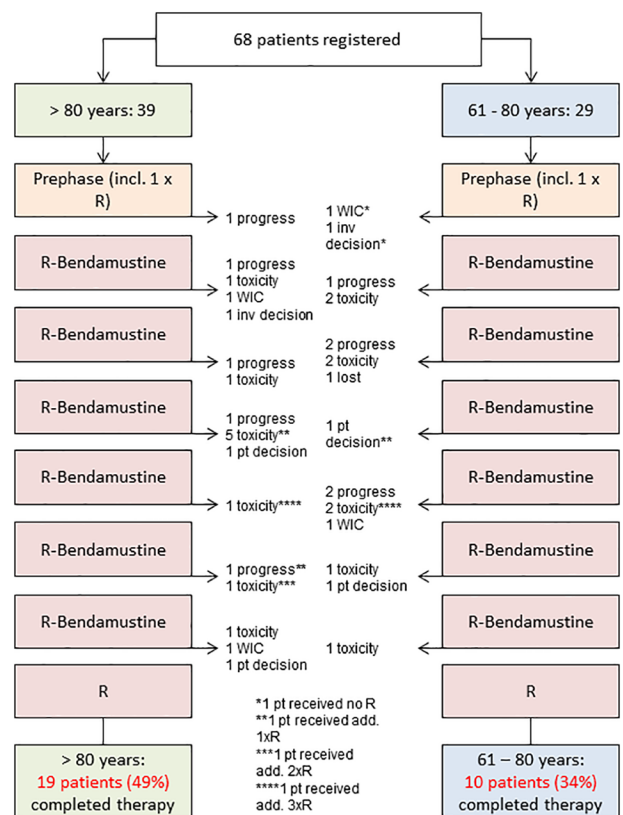 68 patients registered
> 80 years: 39
61 - 80 years: 29
Prephase (incl. 1 x
R)
Prephase (incl. 1 x
R)
1 progress
1 WIC*
1 inv
decision*
R-Bendamustine
R-Bendamustine
1 progress
1 toxicity
1 WIC
1 inv decision
1 progress
2 toxicity
R-Bendamustine
R-Bendamustine
1 progress
1 toxicity
2 progress
2 toxicity
1 lost
R-Bendamustine
R-Bendamustine
1 progress
5 toxicity**
1 pt decision
1 pt
decision**
R-Bendamustine
R-Bendamustine
1 toxicity****
2 progress
2 toxicity****
1 WIC
R-Bendamustine
R-Bendamustine
1 progress**
1 toxicity***
1 toxicity
1 pt decision
R-Bendamustine
R-Bendamustine
1 toxicity
1 WIC
1 pt decision
1 toxicity
R
R
*1 pt received no R
**1 pt received add.
1xR
***1 pt received
add. 2xR
****1 pt received
add. 3xR
> 80 years:
19 patients (49%)
completed therapy
61 – 80 years:
10 patients (34%)
completed therapy